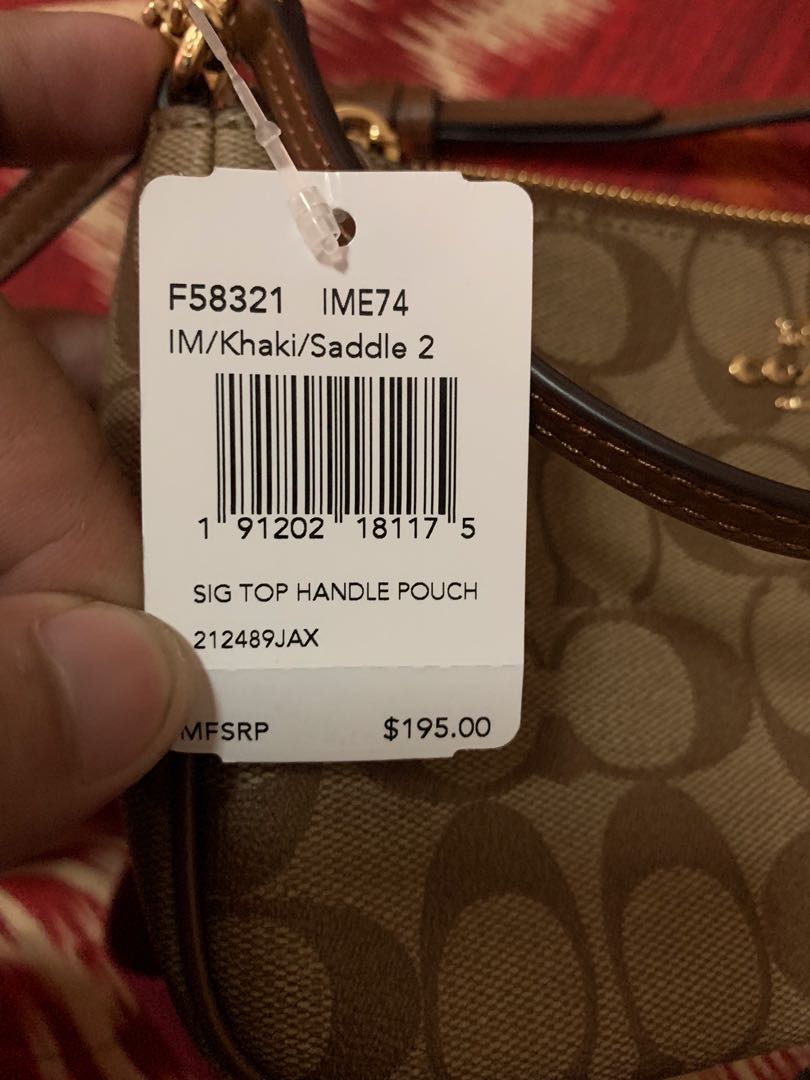 F58321 IME74
IM/Khaki/Saddle 2
1 91202 18117 5
SIG TOP HANDLE POUCH
212489JAX
MFSRP $195.00